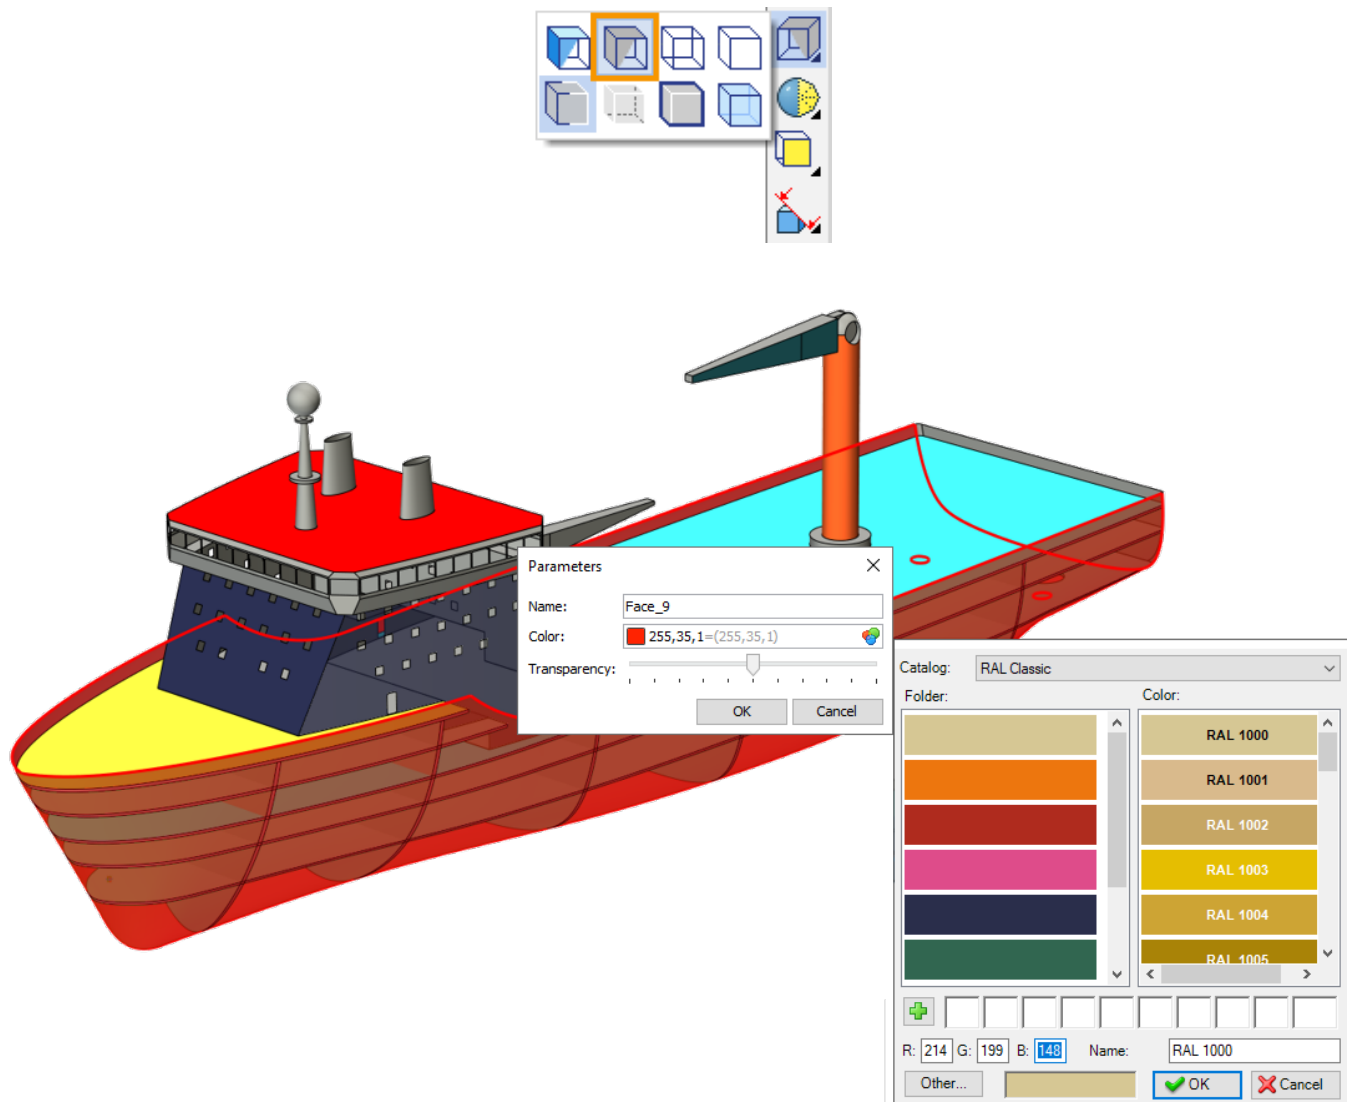 Parameters
Name:
Face_9
Color:
255,35,1=(255,35,1)
Transparency:
OK
Cancel
Catalog:
RAL Classic
Folder:
Color:
RAL 1000
RAL 1001
RAL 1002
RAL 1003
RAL 1004
RAL 1005
R: 214 G: 199 B: 148 Name: RAL 1000
Other...
OK
Cancel